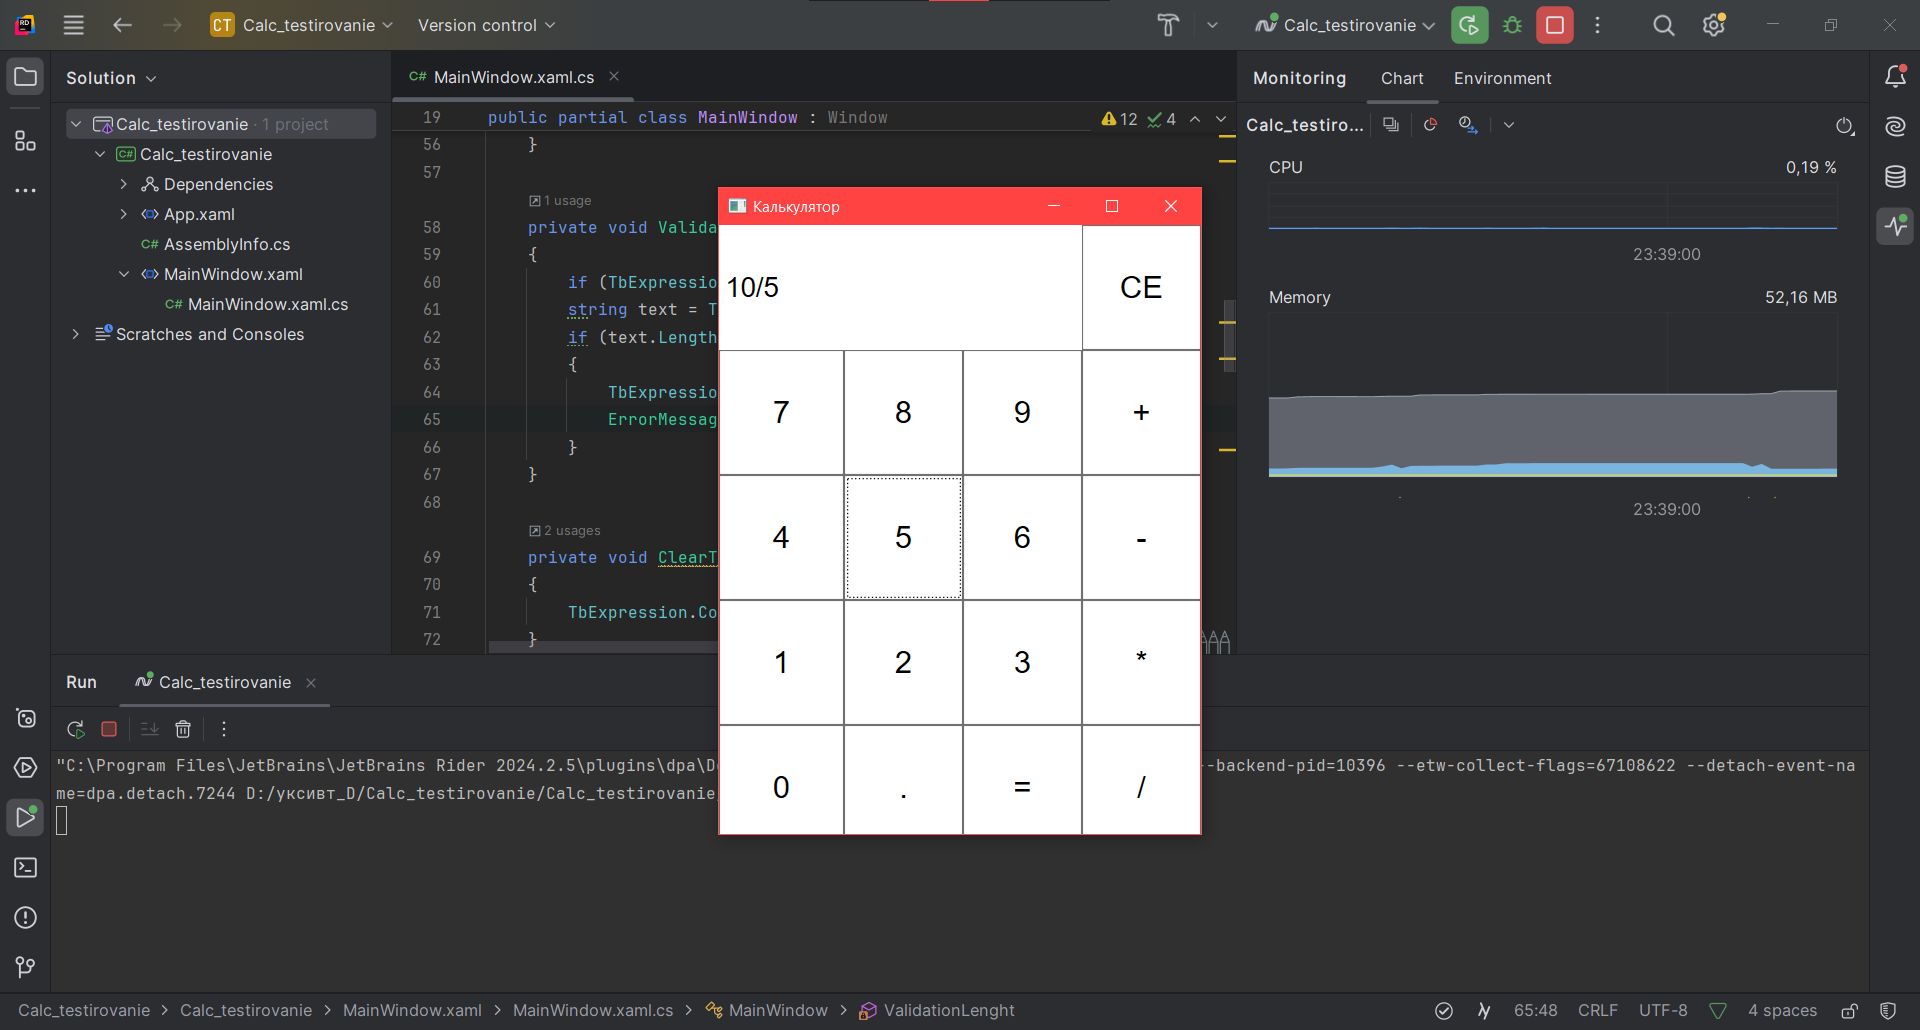 CT Calc_testirovanie Version control Calc_testirovanie
Solution
Calc_testirovanie · 1 project
C# Calc_testirovanie
Dependencies
App.xaml
C# AssemblyInfo.cs
MainWindow.xaml
C# MainWindow.xaml.cs
Scratches and Consoles
C# MainWindow.xaml.cs
19 public partial class MainWindow : Window 12 4
56 }
57
1 usage
58 private void Valida
59 {
60 if (TbExpressio
61 string text = T
62 if (text.Length
63 {
64 TbExpressio
65 ErrorMessag
66 }
67 }
68
2 usages
69 private void ClearT
70 {
71 TbExpression.Co
72 }
Калькулятор
10/5 CE
7 8 9 +
4 5 6 -
1 2 3 *
0 . = /
Monitoring Chart Environment
Calc_testiro...
CPU 0,19 %
23:39:00
Memory 52,16 MB
23:39:00
Run Calc_testirovanie
"C:\Program Files\JetBrains\JetBrains Rider 2024.2.5\plugins\dpa\D --backend-pid=10396 --etw-collect-flags=67108622 --detach-event-na
me=dpa.detach.7244 D:/уксивт_D/Calc_testirovanie/Calc_testirovanie
Calc_testirovanie > Calc_testirovanie > MainWindow.xaml > MainWindow.xaml.cs > MainWindow > ValidationLenght 65:48 CRLF UTF-8 4 spaces